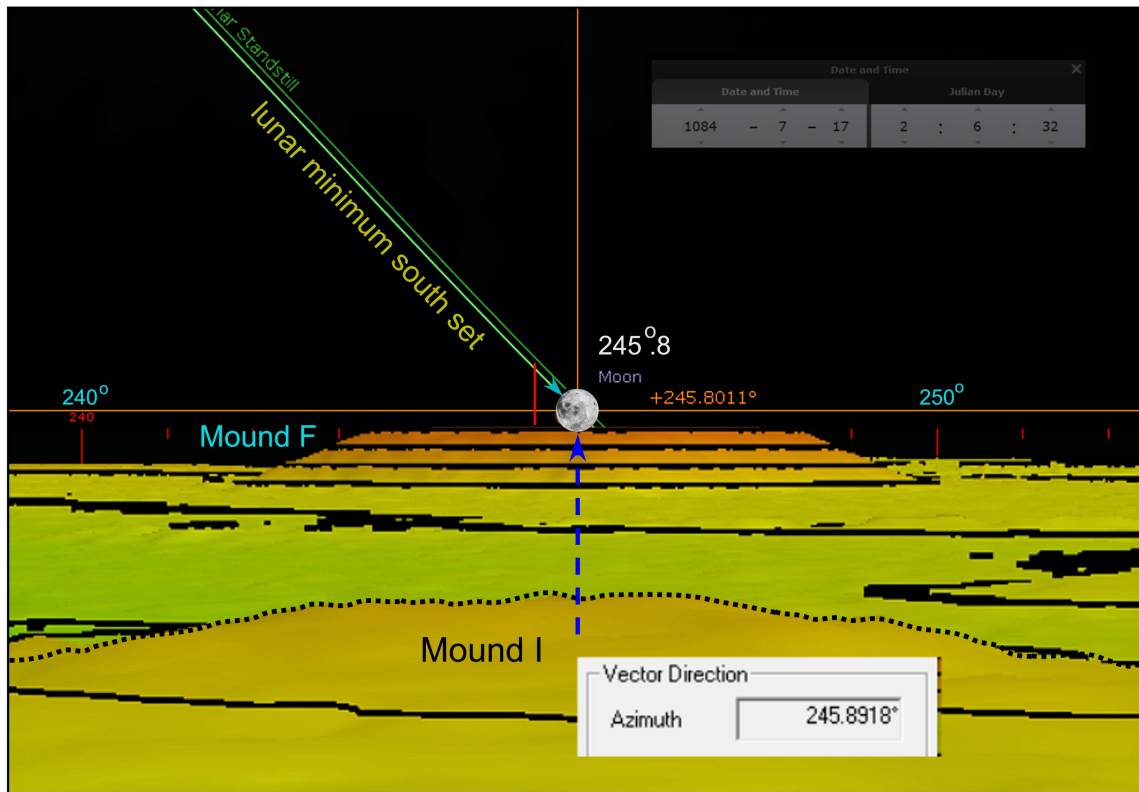 lunar Standstill
lunar minimum south set
Date and Time
Date and Time
Julian Day
1084 - 7 - 17
2 : 6 : 32
245°.8
Moon
+245.8011°
240°
240
250°
Mound F
Mound I
Vector Direction
Azimuth
245.8918°